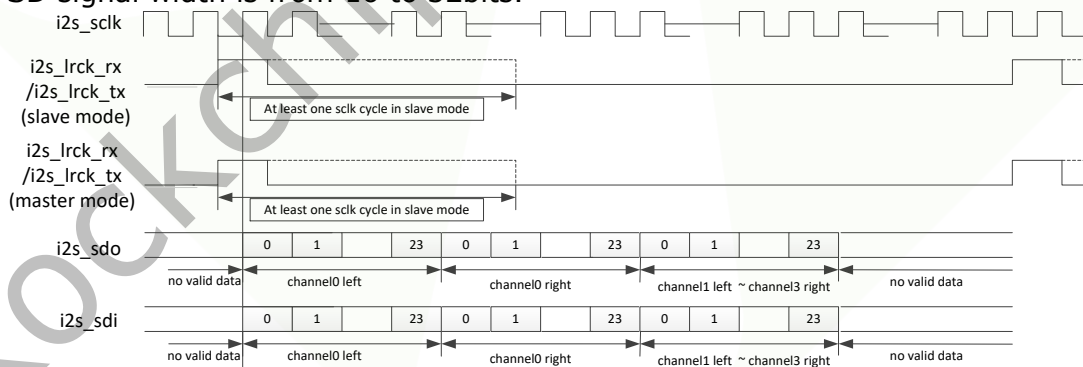 SD signal width is from 16 to 32bits.
i2s_sclk
i2s_lrck_rx
/i2s_lrck_tx
(slave mode)
At least one sclk cycle in slave mode
i2s_lrck_rx
/i2s_lrck_tx
(master mode)
At least one sclk cycle in slave mode
i2s_sdo 0 1 23 0 1 23 0 1 23
no valid data channel0 left channel0 right channel1 left ~ channel3 right no valid data
i2s_sdi 0 1 23 0 1 23 0 1 23
no valid data channel0 left channel0 right channel1 left ~ channel3 right no valid data